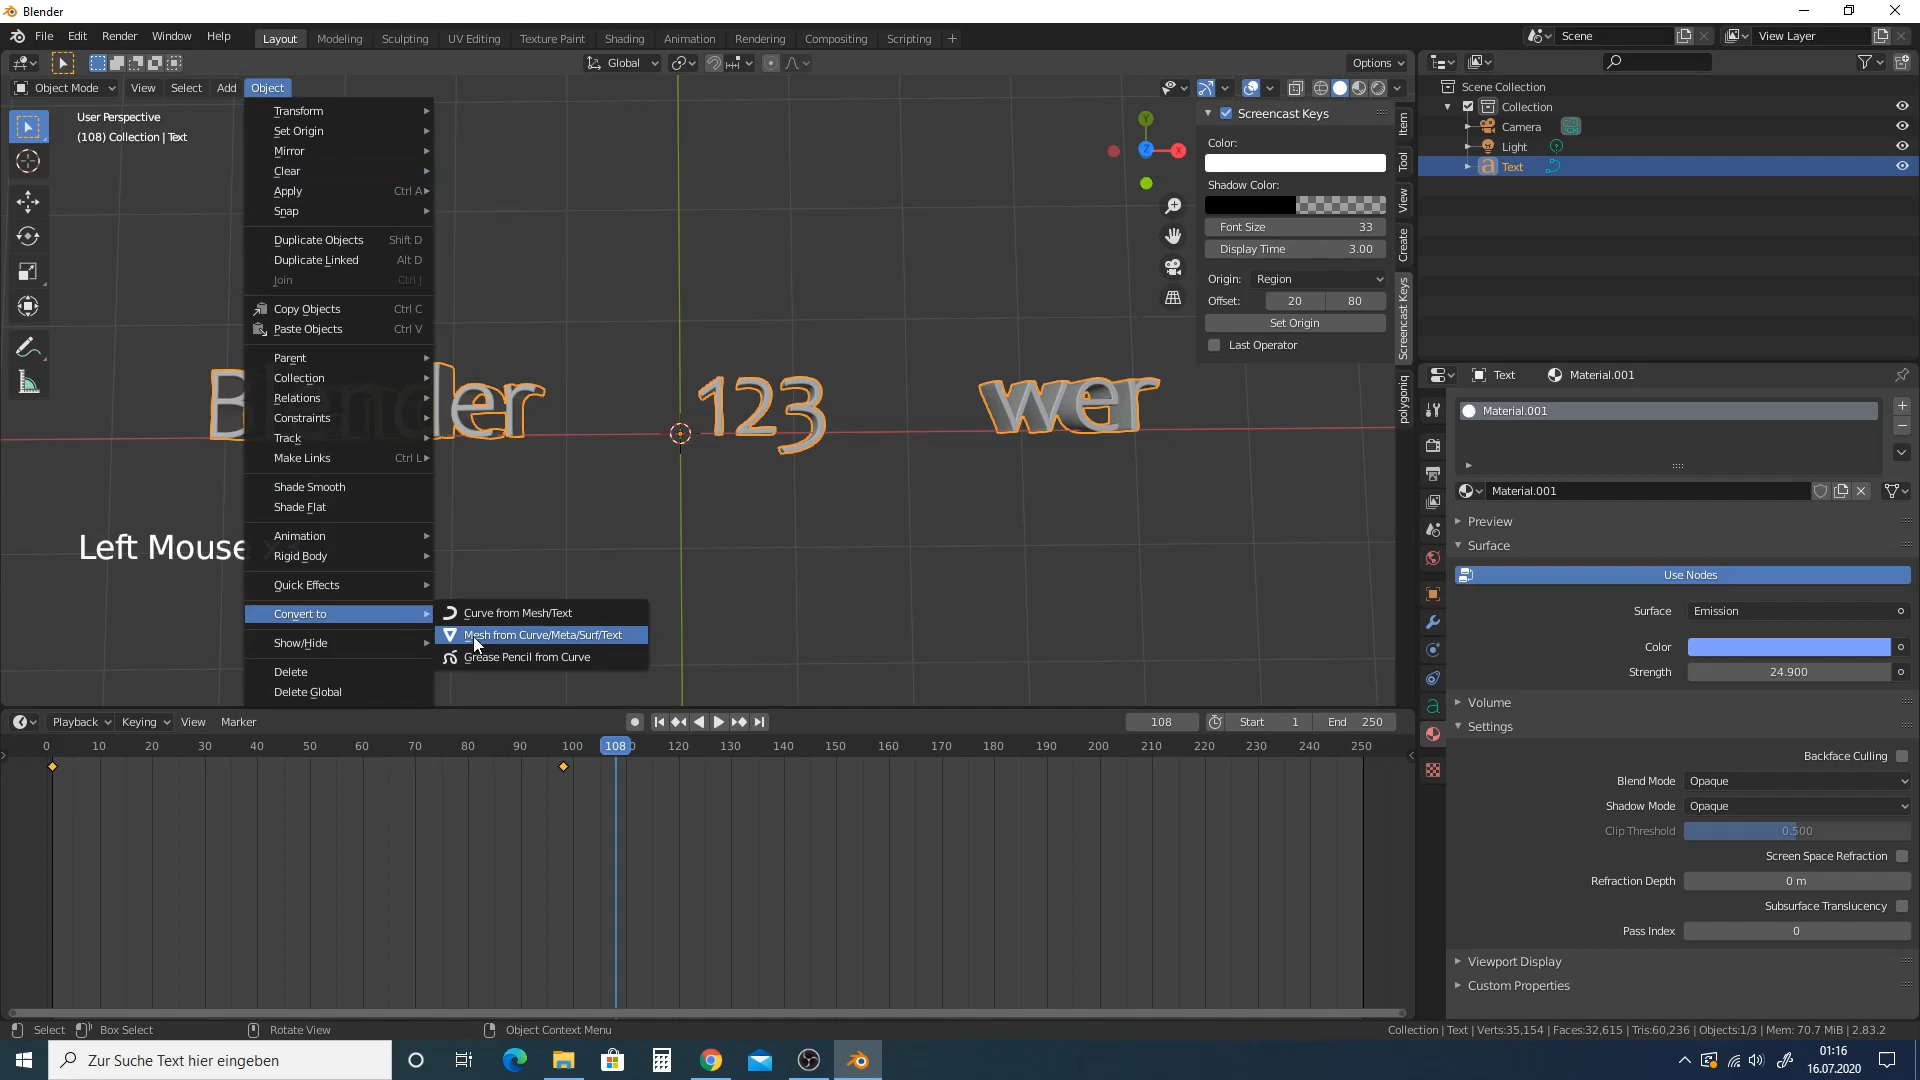 Blender
File Edit Render Window Help Layout Modeling Sculpting UV Editing Texture Paint Shading Animation Rendering Compositing Scripting + Scene View Layer
Global Options
Object Mode View Select Add Object
User Perspective
(108) Collection | Text
Transform
Set Origin
Mirror
Clear
Apply Ctrl A
Snap
Duplicate Objects Shift D
Duplicate Linked Alt D
Join Ctrl J
Copy Objects Ctrl C
Paste Objects Ctrl V
Parent
Collection
Relations
Constraints
Track
Make Links Ctrl L
Shade Smooth
Shade Flat
Animation
Rigid Body
Quick Effects
Convert to
Show/Hide
Delete
Delete Global
Curve from Mesh/Text
Mesh from Curve/Meta/Surf/Text
Grease Pencil from Curve
Blender 123 wer
Left Mouse
Y
Z
X
Screencast Keys
Color:
Shadow Color:
Font Size 33
Display Time 3.00
Origin: Region
Offset: 20 80
Set Origin
Last Operator
Item
Tool
View
Create
Screencast Keys
polygoniq
Scene Collection
Collection
Camera
Light
Text
Text Material.001
Material.001
Material.001
Preview
Surface
Use Nodes
Surface Emission
Color
Strength 24.900
Volume
Settings
Backface Culling
Blend Mode Opaque
Shadow Mode Opaque
Clip Threshold 0.500
Screen Space Refraction
Refraction Depth 0 m
Subsurface Translucency
Pass Index 0
Viewport Display
Custom Properties
Playback Keying View Marker 108 Start 1 End 250
0 10 20 30 40 50 60 70 80 90 100 108 120 130 140 150 160 170 180 190 200 210 220 230 240 250
Select Box Select Rotate View Object Context Menu Collection | Text | Verts:35,154 | Faces:32,615 | Tris:60,236 | Objects:1/3 | Mem: 70.7 MiB | 2.83.2
Zur Suche Text hier eingeben
01:16
16.07.2020